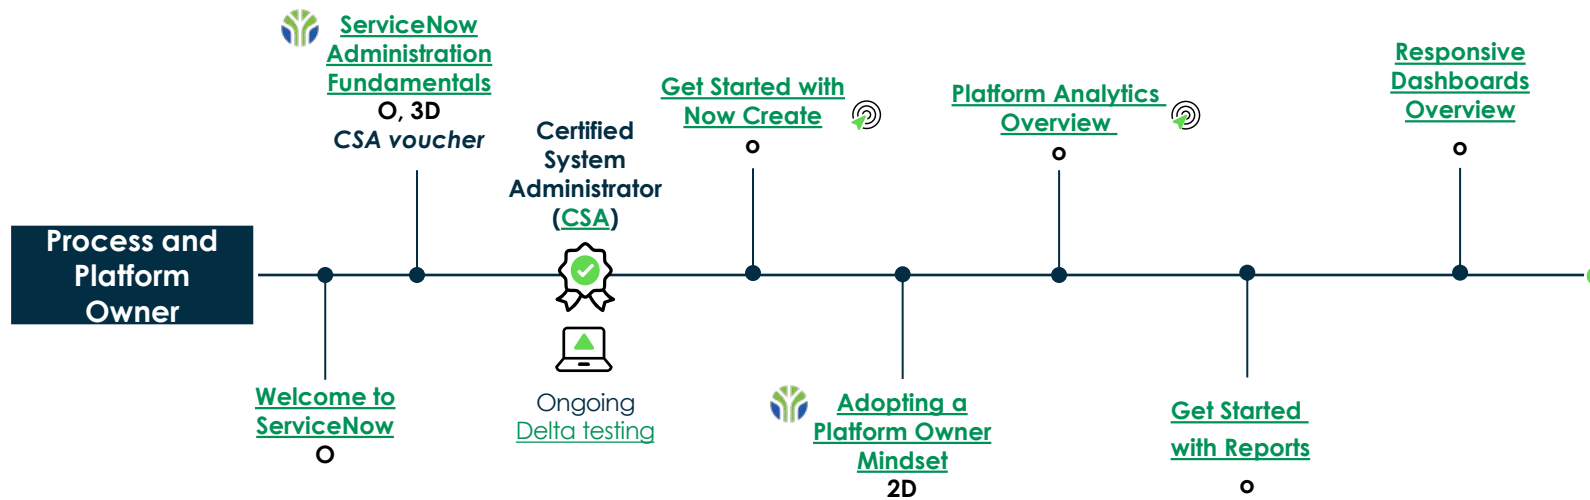 Process and
Platform
Owner
Welcome to
ServiceNow
O
ServiceNow
Administration
Fundamentals
O, 3D
CSA voucher
Certified
System
Administrator
(CSA)
Ongoing
Delta testing
Get Started with
Now Create
O
Adopting a
Platform Owner
Mindset
2D
Platform Analytics
Overview
O
Get Started
with Reports
O
Responsive
Dashboards
Overview
O